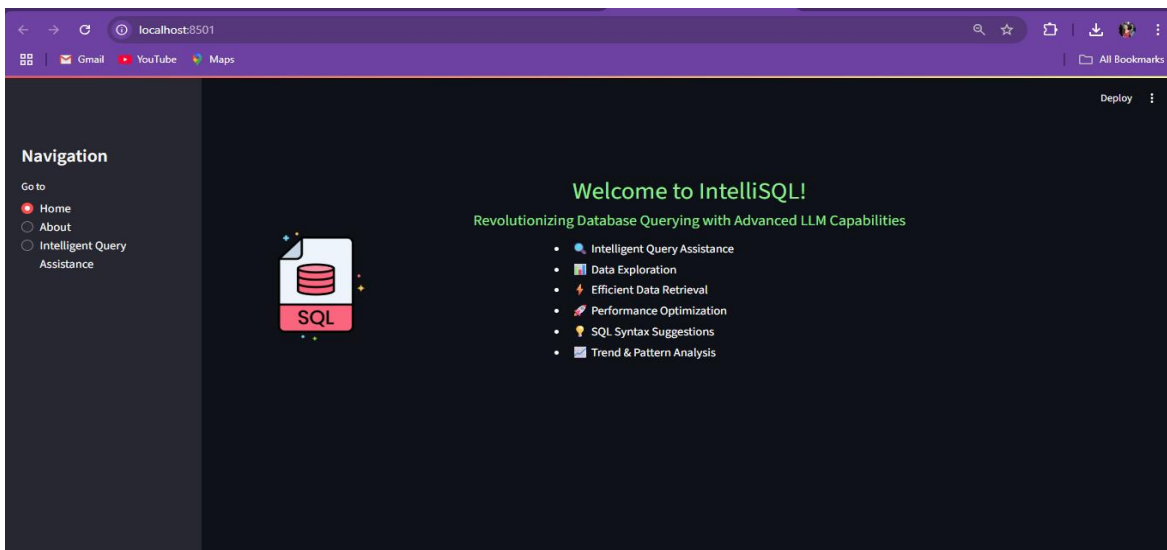 localhost:8501
Gmail YouTube Maps
All Bookmarks
Deploy
Navigation
Go to
Home
About
Intelligent Query
Assistance
SQL
Welcome to IntelliSQL!
Revolutionizing Database Querying with Advanced LLM Capabilities
• 🔍 Intelligent Query Assistance
• 📊 Data Exploration
• ⚡ Efficient Data Retrieval
• 🚀 Performance Optimization
• 💡 SQL Syntax Suggestions
• 📈 Trend & Pattern Analysis